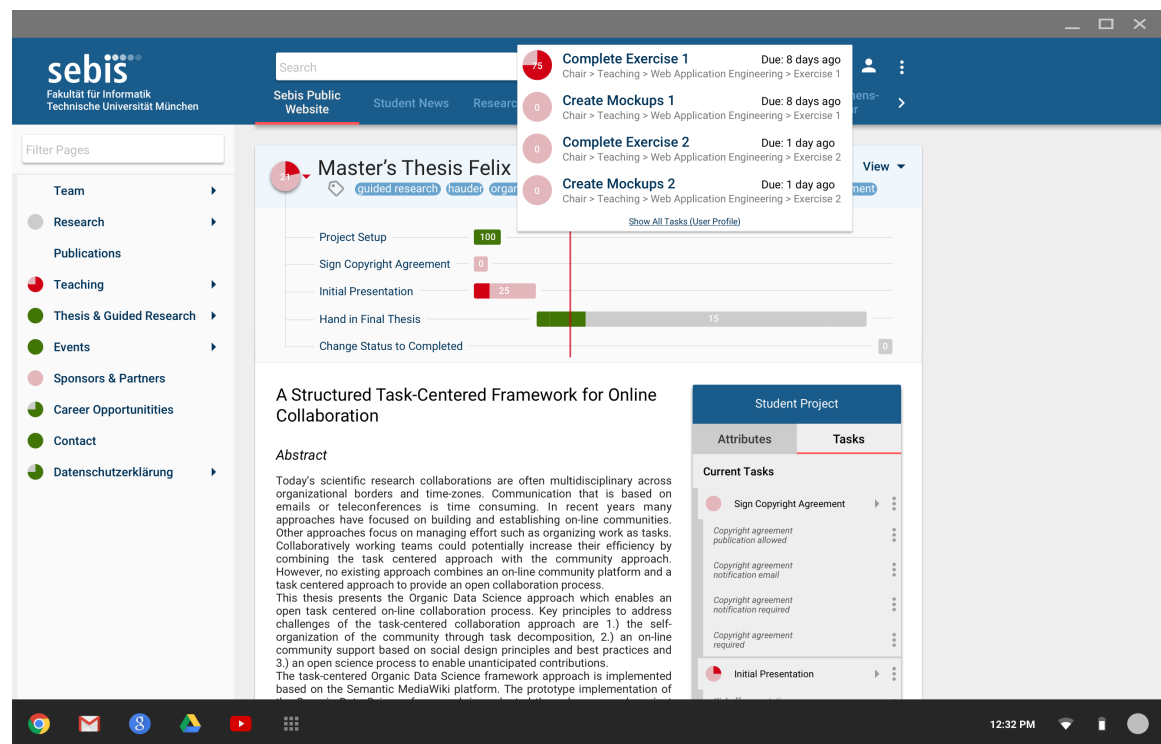 sebis
Fakultät für Informatik
Technische Universität München
Search
Sebis Public
Website
Student News
Researc
75
Complete Exercise 1
Due: 8 days ago
Chair > Teaching > Web Application Engineering > Exercise 1
0
Create Mockups 1
Due: 8 days ago
Chair > Teaching > Web Application Engineering > Exercise 1
0
Complete Exercise 2
Due: 1 day ago
Chair > Teaching > Web Application Engineering > Exercise 2
0
Create Mockups 2
Due: 1 day ago
Chair > Teaching > Web Application Engineering > Exercise 2
Show All Tasks (User Profile)
Filter Pages
Team
Research
Publications
Teaching
Thesis & Guided Research
Events
Sponsors & Partners
Career Opportunitities
Contact
Datenschutzerklärung
21
Master's Thesis Felix
View
guided research
hauder
organ
ment
Project Setup
100
Sign Copyright Agreement
0
Initial Presentation
25
Hand in Final Thesis
15
Change Status to Completed
0
A Structured Task-Centered Framework for Online
Collaboration
Abstract
Today's scientific research collaborations are often multidisciplinary across
organizational borders and time-zones. Communication that is based on
emails or teleconferences is time consuming. In recent years many
approaches have focused on building and establishing on-line communities.
Other approaches focus on managing effort such as organizing work as tasks.
Collaboratively working teams could potentially increase their efficiency by
combining the task centered approach with the community approach.
However, no existing approach combines an on-line community platform and a
task centered approach to provide an open collaboration process.
This thesis presents the Organic Data Science approach which enables an
open task centered on-line collaboration process. Key principles to address
challenges of the task-centered collaboration approach are 1.) the self-
organization of the community through task decomposition, 2.) an on-line
community support based on social design principles and best practices and
3.) an open science process to enable unanticipated contributions.
The task-centered Organic Data Science framework approach is implemented
based on the Semantic MediaWiki platform. The prototype implementation of
Student Project
Attributes
Tasks
Current Tasks
Sign Copyright Agreement
Copyright agreement
publication allowed
Copyright agreement
notification email
Copyright agreement
notification required
Copyright agreement
required
Initial Presentation
8
12:32 PM